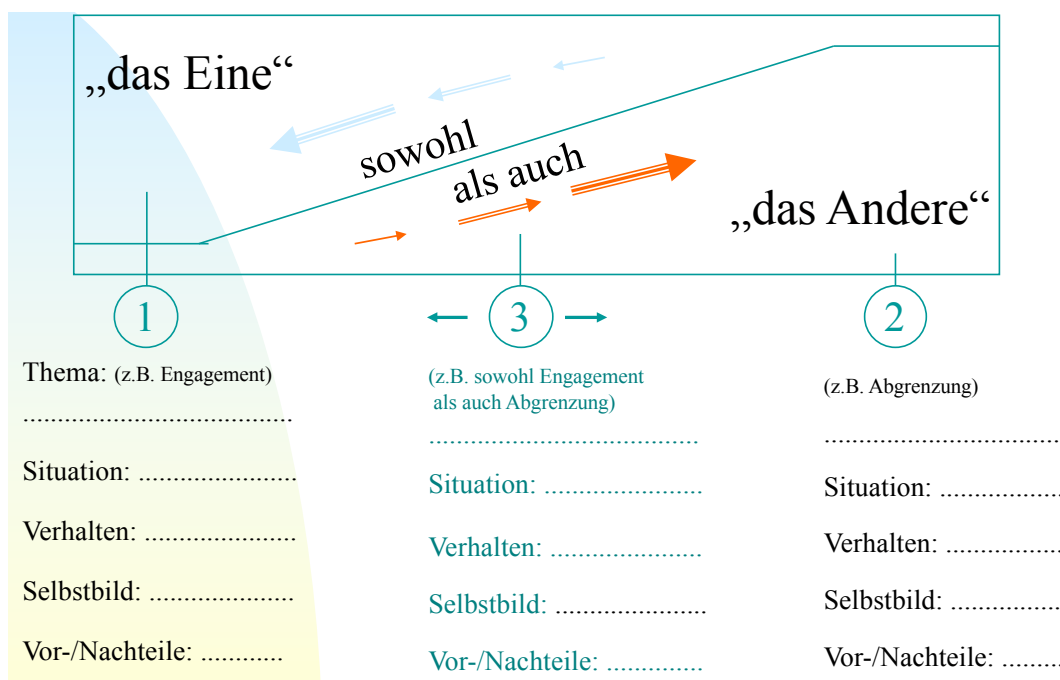 „das Eine“
sowohl
als auch
„das Andere“
1
3
2
Thema: (z.B. Engagement)
.....................................
Situation: ......................
Verhalten: .....................
Selbstbild: ....................
Vor-/Nachteile: ...........
(z.B. sowohl Engagement
als auch Abgrenzung)
.....................................
Situation: ......................
Verhalten: .....................
Selbstbild: .....................
Vor-/Nachteile: .............
(z.B. Abgrenzung)
.................................
Situation: .................
Verhalten: ................
Selbstbild: ...............
Vor-/Nachteile: ........